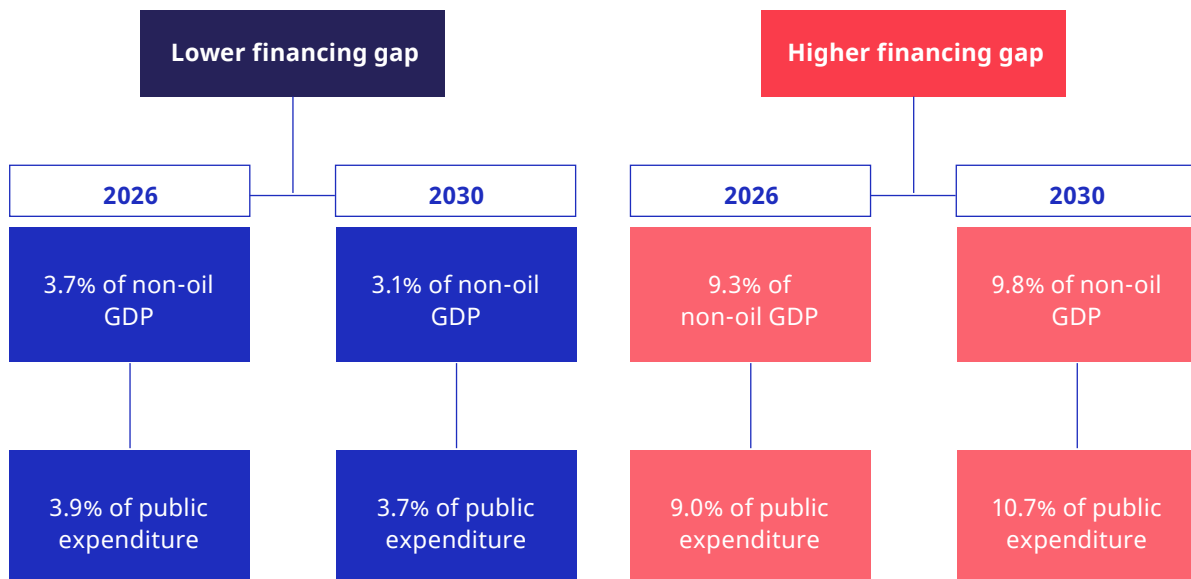 Lower financing gap
Higher financing gap
2026
2030
2026
2030
3.7% of non-oil
GDP
3.1% of non-oil
GDP
9.3% of
non-oil GDP
9.8% of non-oil
GDP
3.9% of public
expenditure
3.7% of public
expenditure
9.0% of public
expenditure
10.7% of public
expenditure